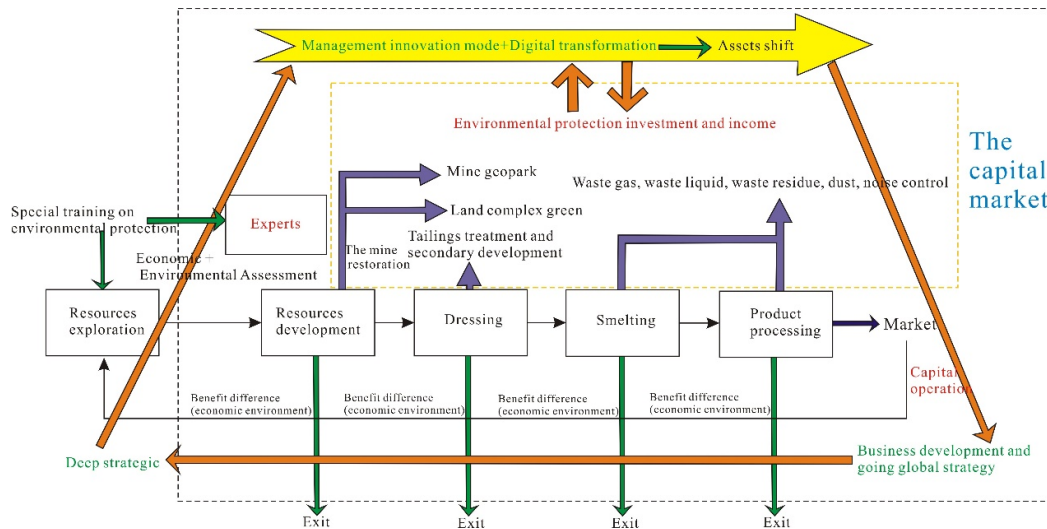 Management innovation mode+Digital transformation
Assets shift
Environmental protection investment and income
The
capital
market
Mine geopark
Waste gas, waste liquid, waste residue, dust, noise control
Special training on
environmental protection
Experts
Land complex green
The mine
restoration
Tailings treatment and
secondary development
Economic +
Environmental Assessment
Resources
exploration
Resources
development
Dressing
Smelting
Product
processing
Market
Capital
operation
Benefit difference
(economic environment)
Benefit difference
(economic environment)
Benefit difference
(economic environment)
Benefit difference
(economic environment)
Deep strategic
Business development and
going global strategy
Exit
Exit
Exit
Exit